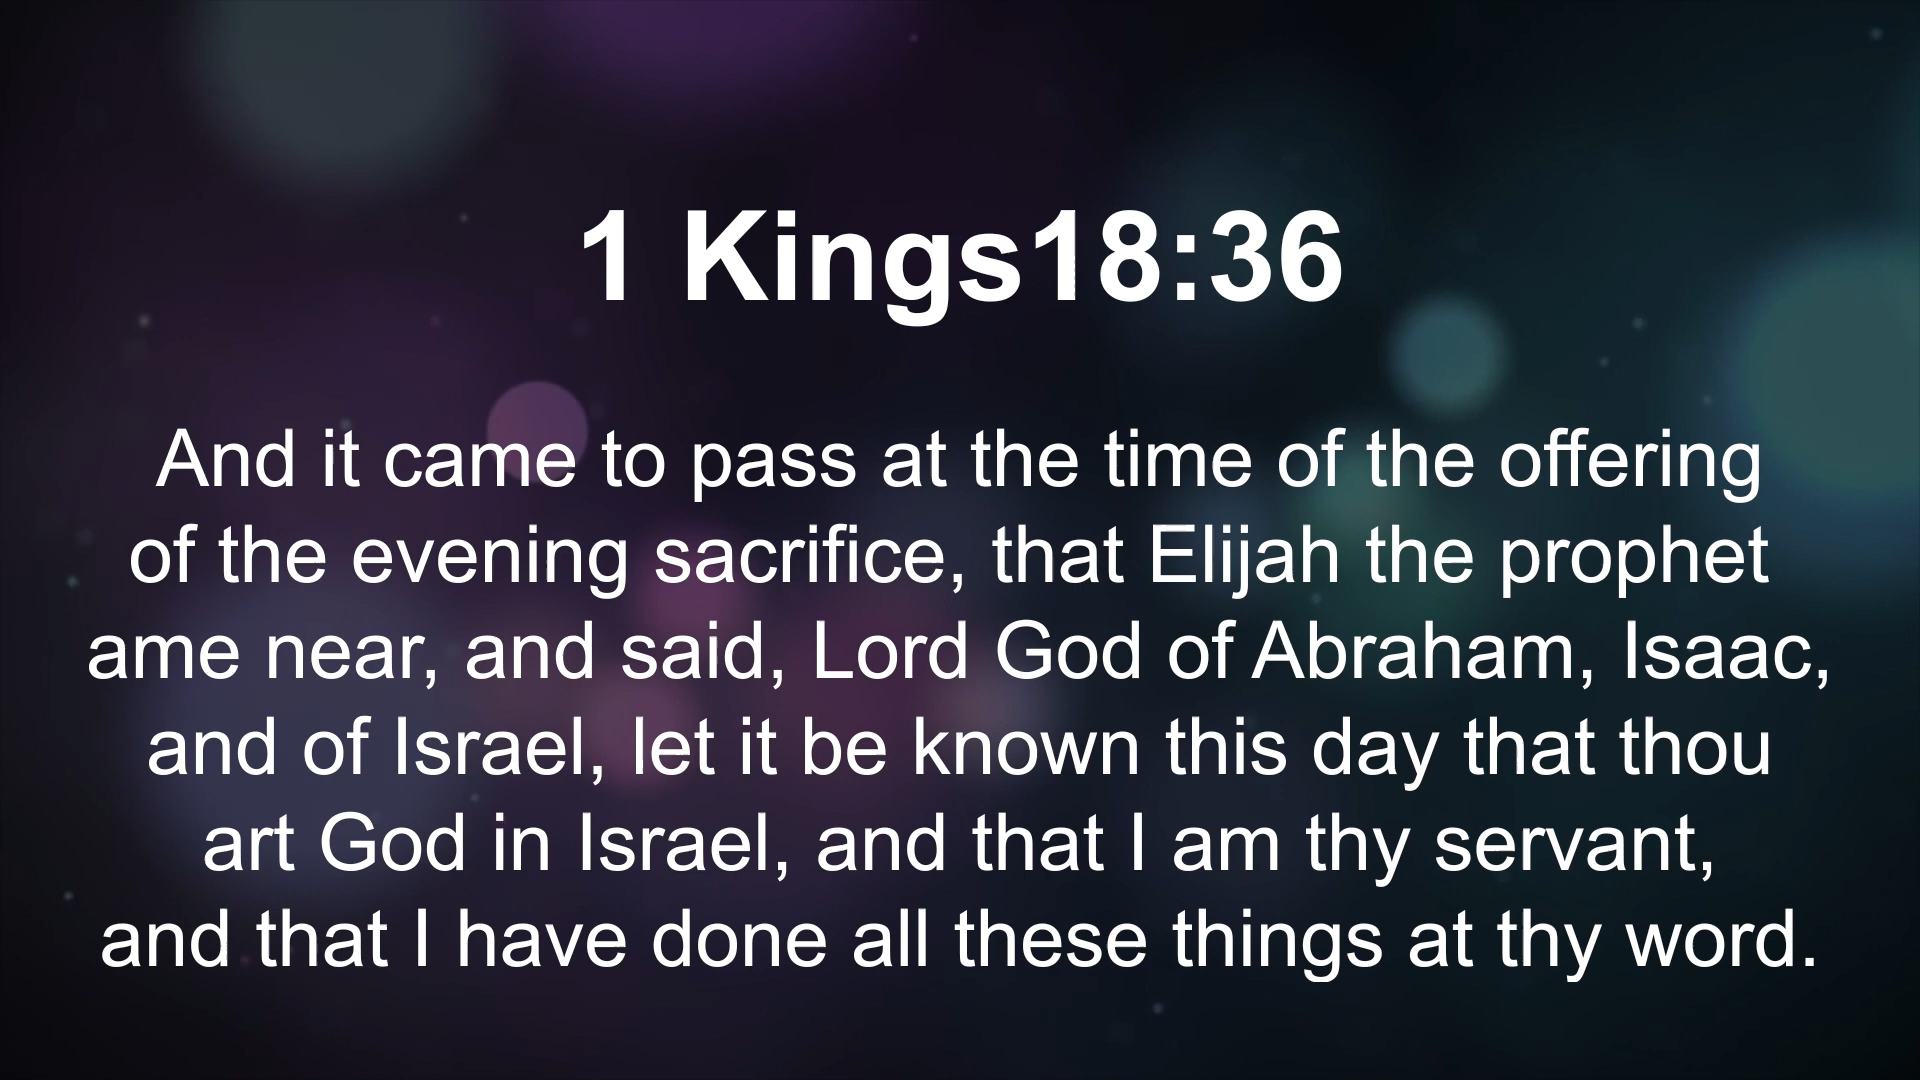 1 Kings18:36
And it came to pass at the time of the offering
of the evening sacrifice, that Elijah the prophet
ame near, and said, Lord God of Abraham, Isaac,
and of Israel, let it be known this day that thou
art God in Israel, and that I am thy servant,
and that I have done all these things at thy word.